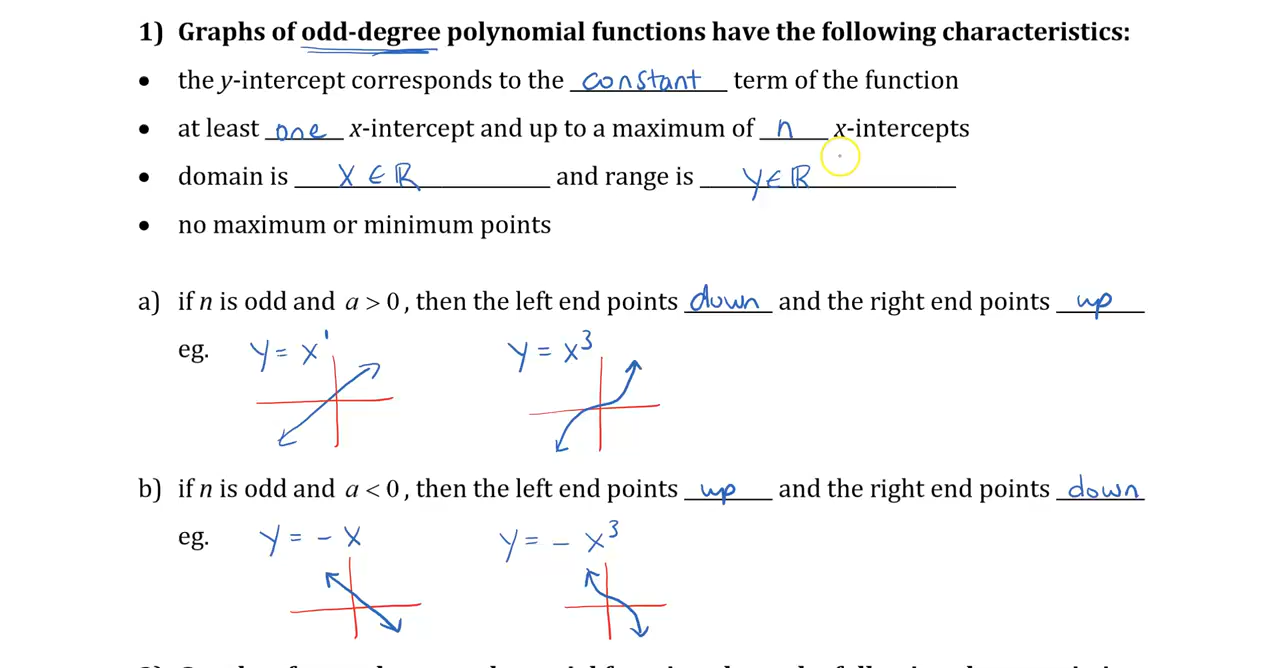 1) Graphs of odd-degree polynomial functions have the following characteristics:
• the y-intercept corresponds to the constant term of the function
• at least one x-intercept and up to a maximum of n x-intercepts
• domain is x ∈ ℝ and range is y ∈ ℝ
• no maximum or minimum points
a) if n is odd and a > 0, then the left end points down and the right end points up
eg. y = x¹ y = x³
b) if n is odd and a < 0, then the left end points up and the right end points down
eg. y = - x y = - x³